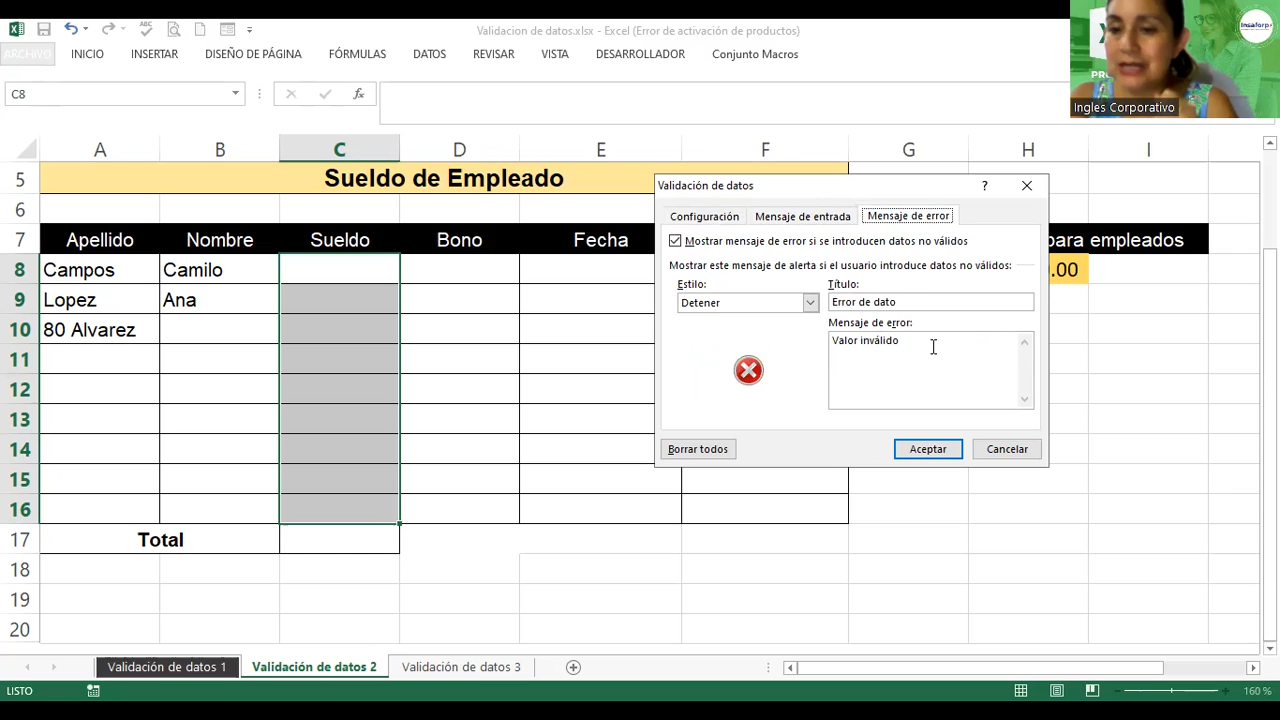 Validacion de datos.xlsx - Excel (Error de activación de productos)
ARCHIVO INICIO INSERTAR DISEÑO DE PÁGINA FÓRMULAS DATOS REVISAR VISTA DESARROLLADOR Conjunto Macros
Insaforp
Ingles Corporativo
C8 fx
A B C D E F G H I
5 Sueldo de Empleado
6
7 Apellido Nombre Sueldo Bono Fecha para empleados
8 Campos Camilo .00
9 Lopez Ana
10 80 Alvarez
11
12
13
14
15
16
17 Total
18
19
20
Validación de datos ?
Configuración Mensaje de entrada Mensaje de error
Mostrar mensaje de error si se introducen datos no válidos
Mostrar este mensaje de alerta si el usuario introduce datos no válidos:
Estilo: Título:
Detener Error de dato
Mensaje de error:
Valor inválido
Borrar todos Aceptar Cancelar
Validación de datos 1 Validación de datos 2 Validación de datos 3
LISTO 160 %